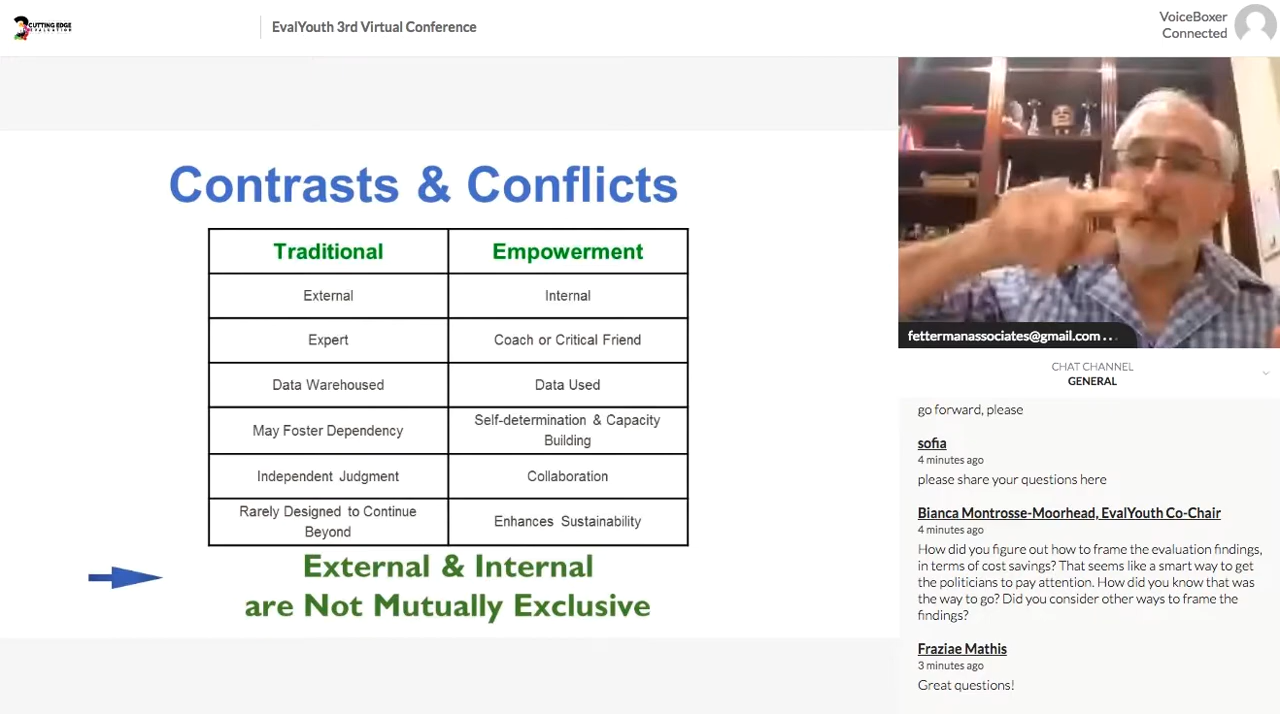 CUTTING EDGE
EvalYouth 3rd Virtual Conference
VoiceBoxer
Connected
Contrasts & Conflicts
Traditional
Empowerment
External
Internal
Expert
Coach or Critical Friend
Data Warehoused
Data Used
May Foster Dependency
Self-determination & Capacity
Building
Independent Judgment
Collaboration
Rarely Designed to Continue
Beyond
Enhances Sustainability
External & Internal
are Not Mutually Exclusive
fettermanassociates@gmail.com . . .
CHAT CHANNEL
GENERAL
go forward, please
sofia
4 minutes ago
please share your questions here
Bianca Montrosse-Moorhead, EvalYouth Co-Chair
4 minutes ago
How did you figure out how to frame the evaluation findings,
in terms of cost savings? That seems like a smart way to get
the politicians to pay attention. How did you know that was
the way to go? Did you consider other ways to frame the
findings?
Fraziae Mathis
3 minutes ago
Great questions!